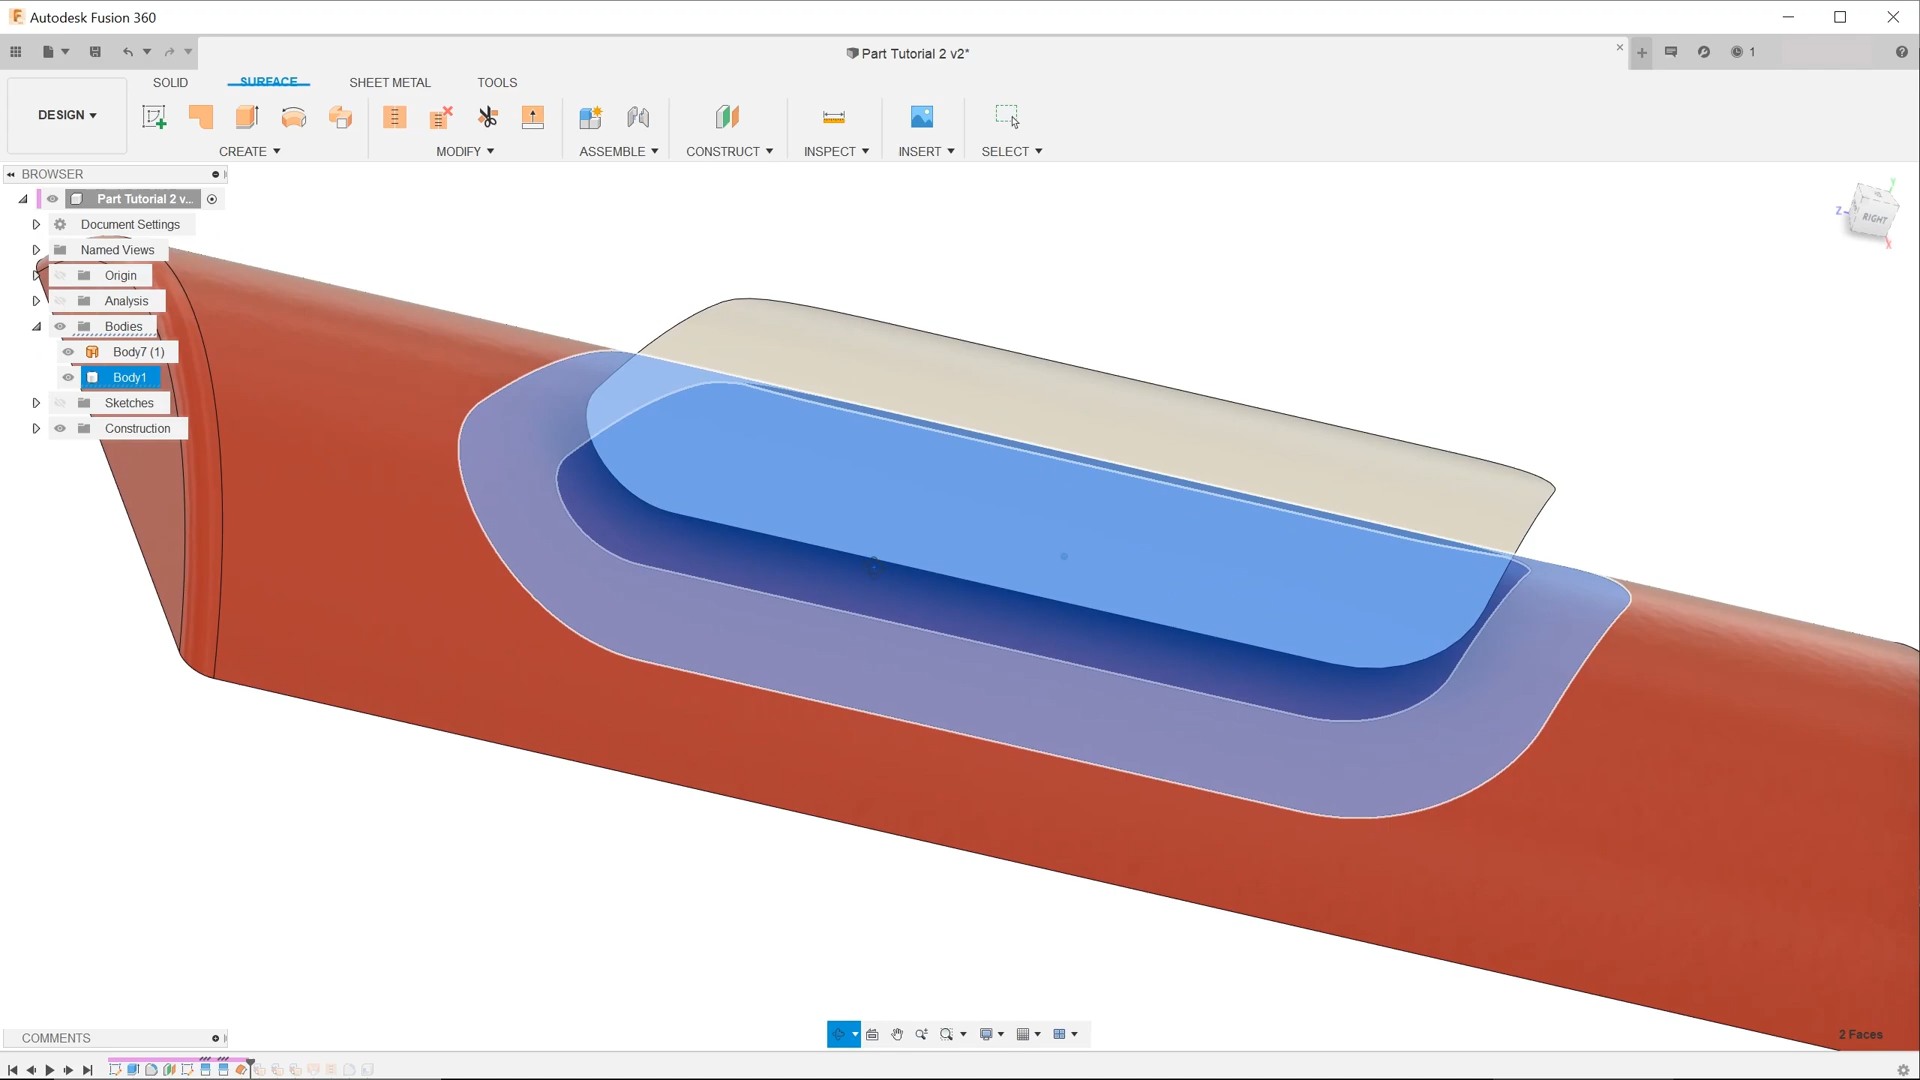 Autodesk Fusion 360
Part Tutorial 2 v2*
1
SOLID
SURFACE
SHEET METAL
TOOLS
DESIGN
CREATE
MODIFY
ASSEMBLE
CONSTRUCT
INSPECT
INSERT
SELECT
BROWSER
Part Tutorial 2 v...
Document Settings
Named Views
Origin
Analysis
Bodies
Body7 (1)
Body1
Sketches
Construction
Y
Z
RIGHT
X
COMMENTS
2 Faces